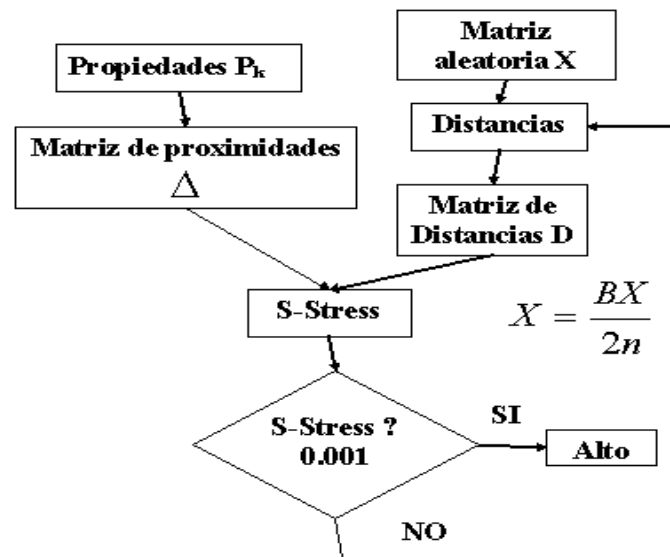 Matriz
aleatoria X
Propiedades Pₖ
Distancias
Matriz de proximidades
Δ
Matriz de
Distancias D
S-Stress
X = BX / 2n
S-Stress ?
0.001
SI
Alto
NO